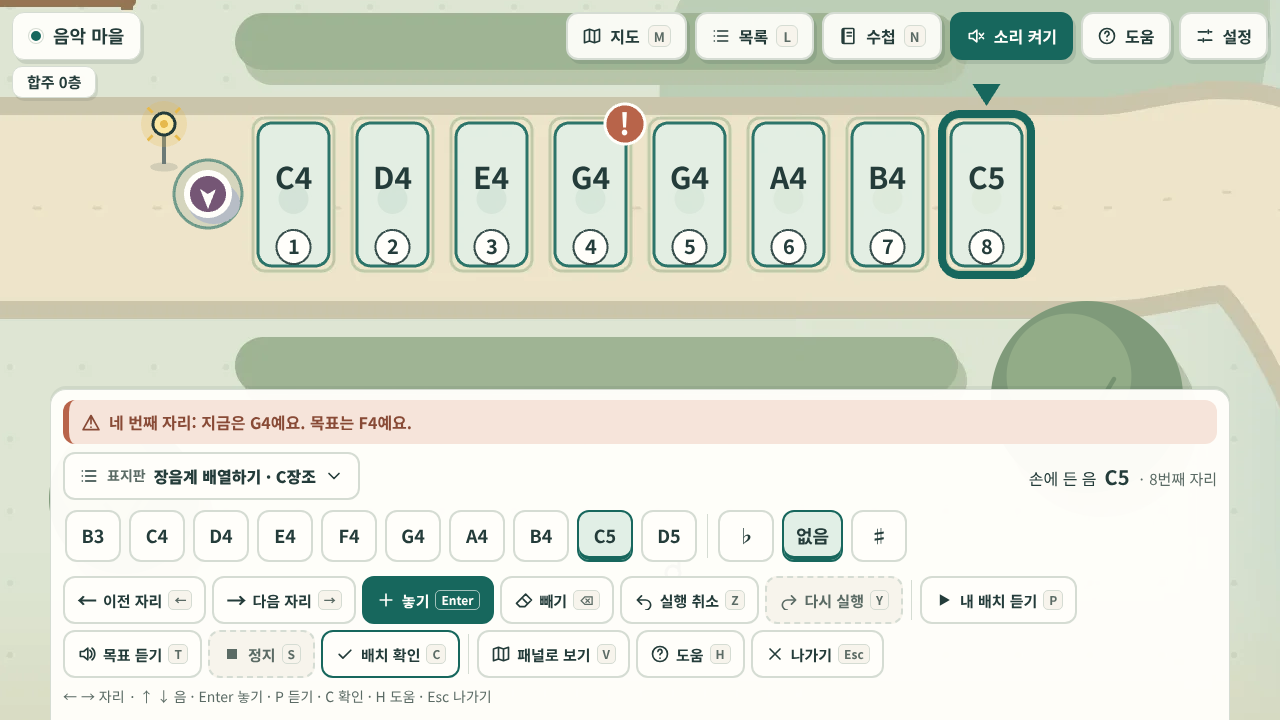 음악 마을
지도 M
목록 L
수첩 N
소리 켜기
도움
설정
합주 0층
C4 D4 E4 G4 ! G4 A4 B4 C5
1 2 3 4 5 6 7 8
네 번째 자리: 지금은 G4예요. 목표는 F4예요.
표지판 장음계 배열하기 · C장조
손에 든 음 C5 · 8번째 자리
B3 C4 D4 E4 F4 G4 A4 B4 C5 D5 ♭ 없음 ♯
이전 자리 ← 다음 자리 → 놓기 Enter 빼기 ⌫ 실행 취소 Z 다시 실행 Y 내 배치 듣기 P
목표 듣기 T 정지 S 배치 확인 C 패널로 보기 V 도움 H 나가기 Esc
← → 자리 · ↑ ↓ 음 · Enter 놓기 · P 듣기 · C 확인 · H 도움 · Esc 나가기